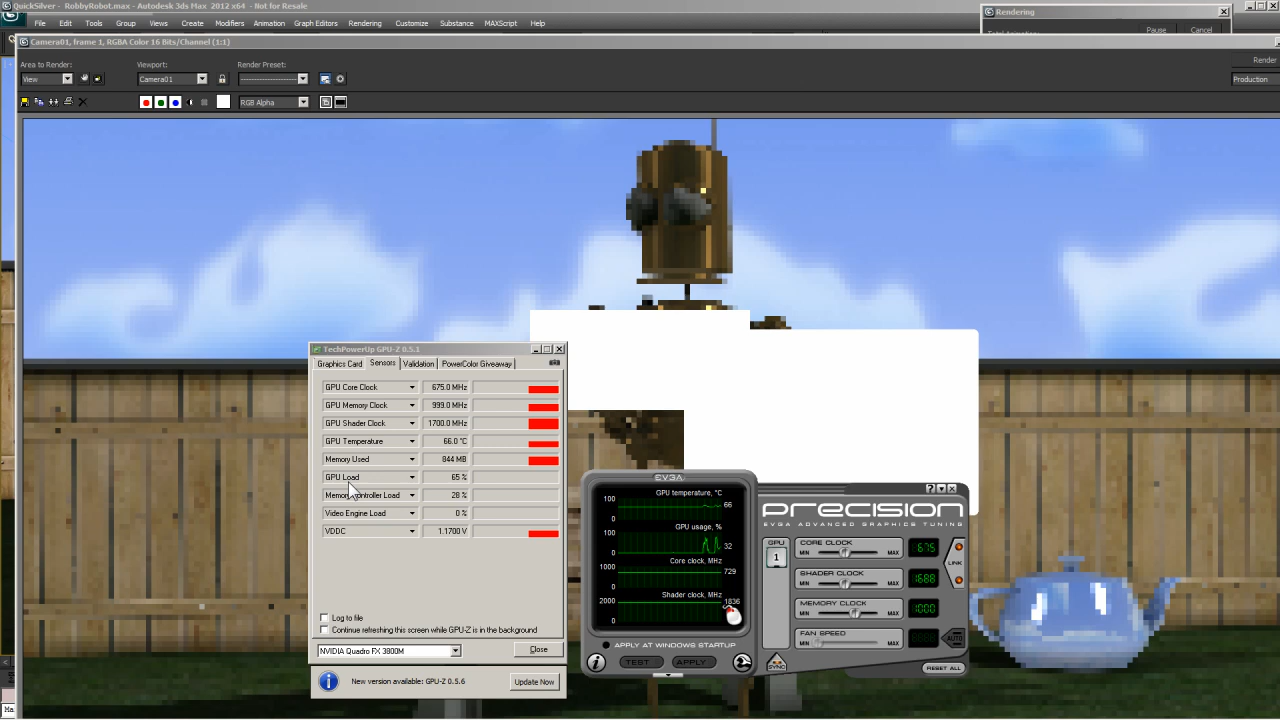 QuickSilver - RobbyRobot.max - Autodesk 3ds Max 2012 x64 - Not for Resale
File Edit Tools Group Views Create Modifiers Animation Graph Editors Rendering Customize Substance MAXScript Help
Rendering
Pause Cancel
Camera01, frame 1, RGBA Color 16 Bits/Channel (1:1)
Area to Render: Viewport: Render Preset: Render
View Camera01 Production
RGB Alpha
TechPowerUp GPU-Z 0.5.1
Graphics Card Sensors Validation PowerColor Giveaway
GPU Core Clock 675.0 MHz
GPU Memory Clock 999.0 MHz
GPU Shader Clock 1700.0 MHz
GPU Temperature 66.0 °C
Memory Used 844 MB
GPU Load 65 %
Memory Controller Load 28 %
Video Engine Load 0 %
VDDC 1.1700 V
Log to file
Continue refreshing this screen while GPU-Z is in the background
NVIDIA Quadro FX 3800M Close
New version available: GPU-Z 0.5.6 Update Now
EVGA
GPU temperature, °C
100
66
0
GPU usage, %
100
32
0
Core clock, MHz
1000
729
0
Shader clock, MHz
2000
1836
0
APPLY AT WINDOWS STARTUP
TEST APPLY
PRECISION
EVGA ADVANCED GRAPHICS TUNING
GPU
1
SYNC
CORE CLOCK
MIN MAX 675
LINK
SHADER CLOCK
MIN MAX 1688
MEMORY CLOCK
MIN MAX 1000
FAN SPEED
MIN MAX AUTO
RESET ALL